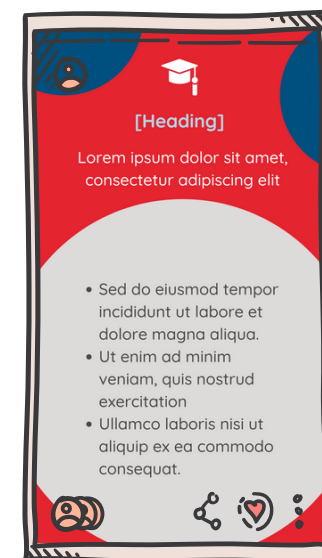 [Heading]
Lorem ipsum dolor sit amet,
consectetur adipiscing elit
• Sed do eiusmod tempor
incididunt ut labore et
dolore magna aliqua.
• Ut enim ad minim
veniam, quis nostrud
exercitation
• Ullamco laboris nisi ut
aliquip ex ea commodo
consequat.